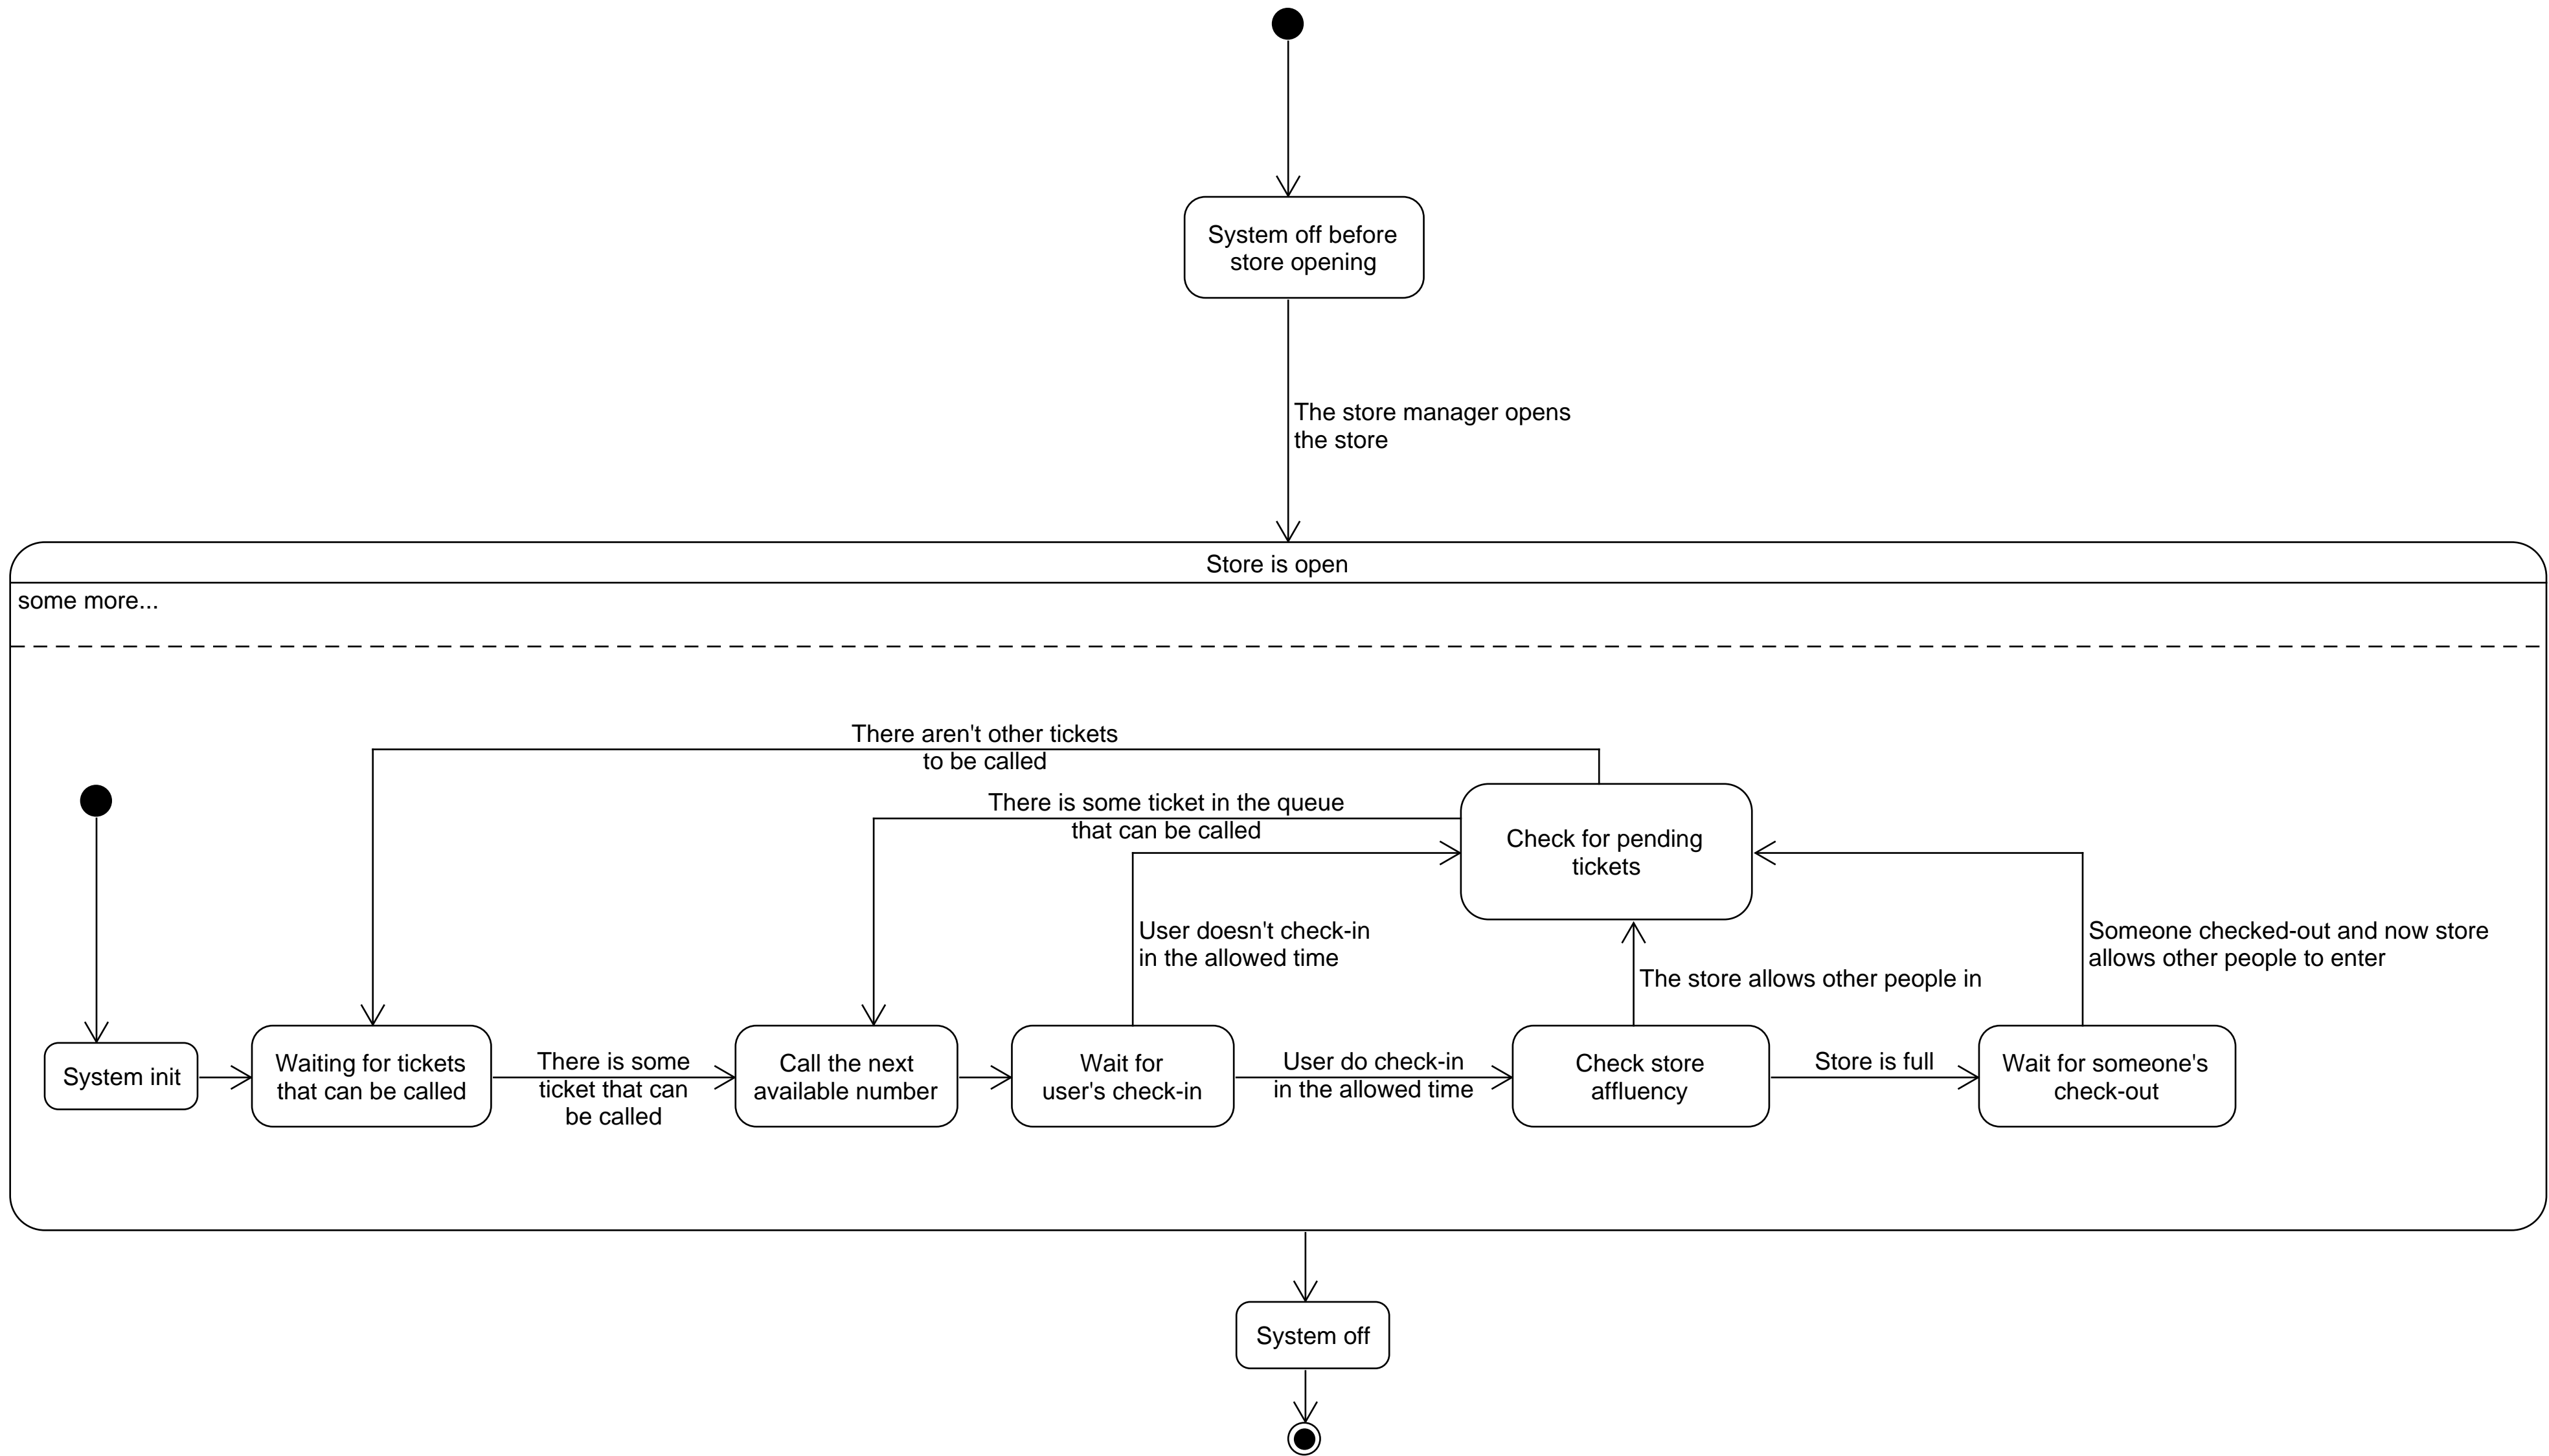 System off before
store opening
The store manager opens
the store
Store is open
some more...
There aren't other tickets
to be called
There is some ticket in the queue
that can be called
Check for pending
tickets
User doesn't check-in
in the allowed time
Someone checked-out and now store
allows other people to enter
The store allows other people in
System init
Waiting for tickets
that can be called
There is some
ticket that can
be called
Call the next
available number
Wait for
user's check-in
User do check-in
in the allowed time
Check store
affluency
Store is full
Wait for someone's
check-out
System off